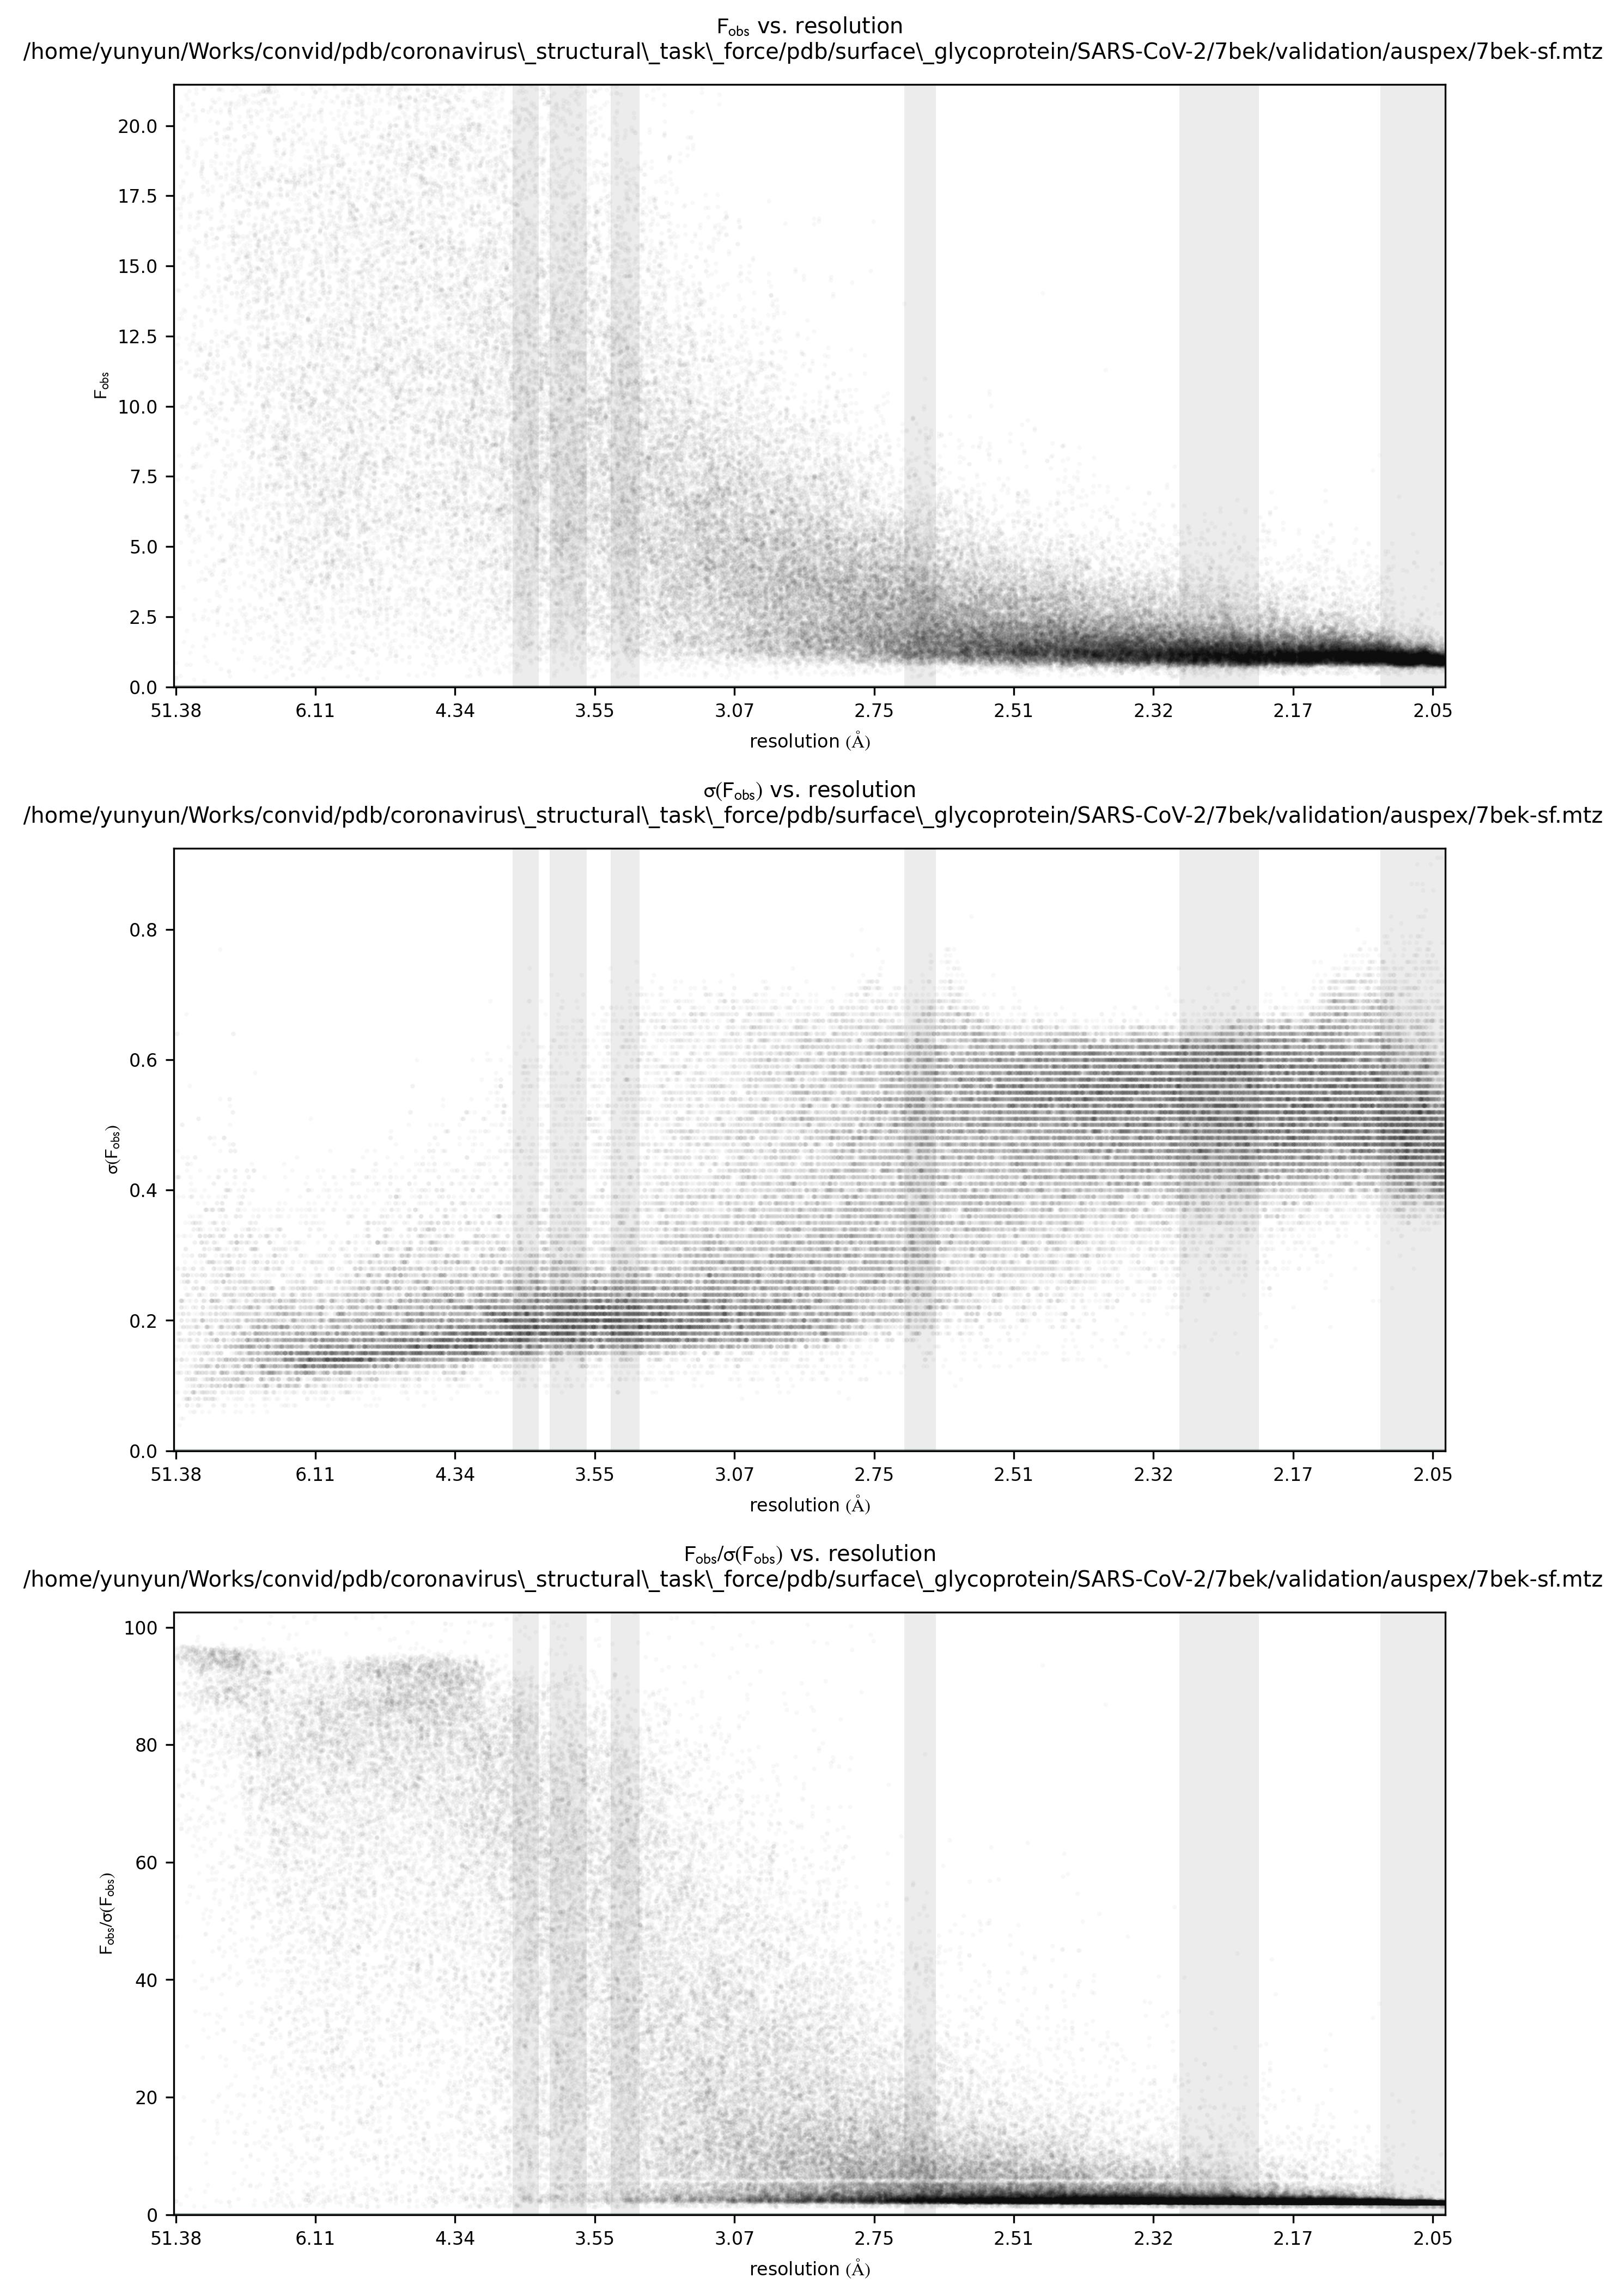 F_obs vs. resolution
/home/yunyun/Works/convid/pdb/coronavirus\_structural\_task\_force/pdb/surface\_glycoprotein/SARS-CoV-2/7bek/validation/auspex/7bek-sf.mtz
20.0
17.5
15.0
12.5
F_obs
10.0
7.5
5.0
2.5
0.0
51.38 6.11 4.34 3.55 3.07 2.75 2.51 2.32 2.17 2.05
resolution (Å)
σ(F_obs) vs. resolution
/home/yunyun/Works/convid/pdb/coronavirus\_structural\_task\_force/pdb/surface\_glycoprotein/SARS-CoV-2/7bek/validation/auspex/7bek-sf.mtz
0.8
0.6
σ(F_obs)
0.4
0.2
0.0
51.38 6.11 4.34 3.55 3.07 2.75 2.51 2.32 2.17 2.05
resolution (Å)
F_obs/σ(F_obs) vs. resolution
/home/yunyun/Works/convid/pdb/coronavirus\_structural\_task\_force/pdb/surface\_glycoprotein/SARS-CoV-2/7bek/validation/auspex/7bek-sf.mtz
100
80
60
F_obs/σ(F_obs)
40
20
0
51.38 6.11 4.34 3.55 3.07 2.75 2.51 2.32 2.17 2.05
resolution (Å)